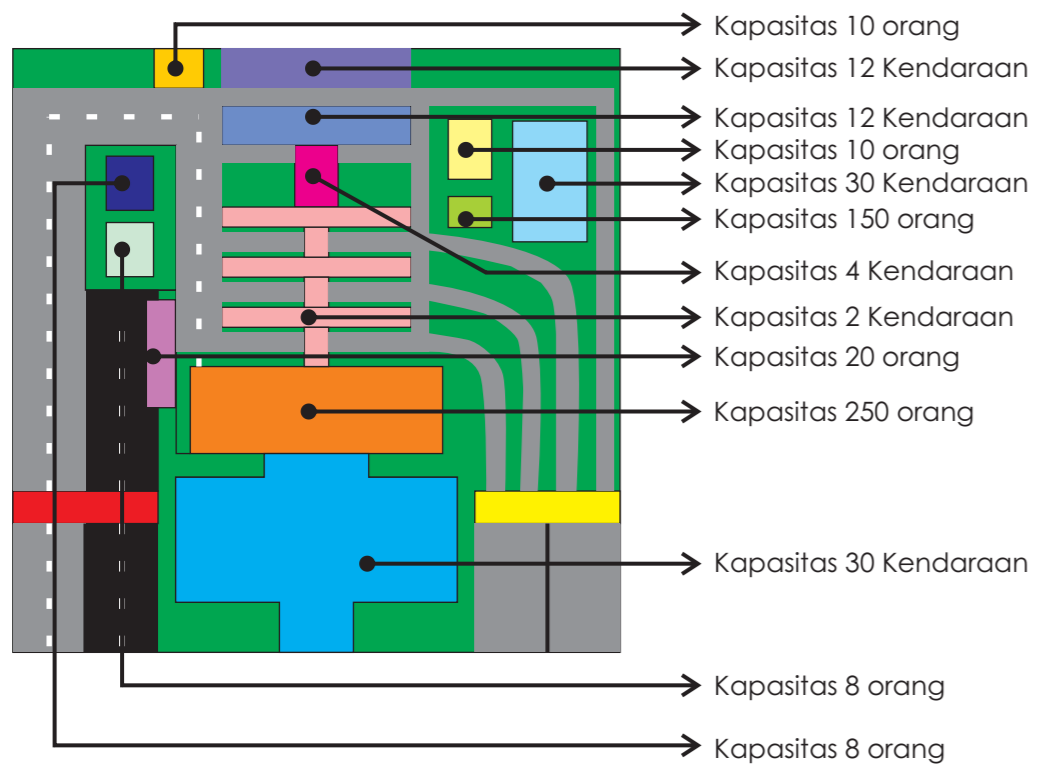 Kapasitas 10 orang
Kapasitas 12 Kendaraan
Kapasitas 12 Kendaraan
Kapasitas 10 orang
Kapasitas 30 Kendaraan
Kapasitas 150 orang
Kapasitas 4 Kendaraan
Kapasitas 2 Kendaraan
Kapasitas 20 orang
Kapasitas 250 orang
Kapasitas 30 Kendaraan
Kapasitas 8 orang
Kapasitas 8 orang